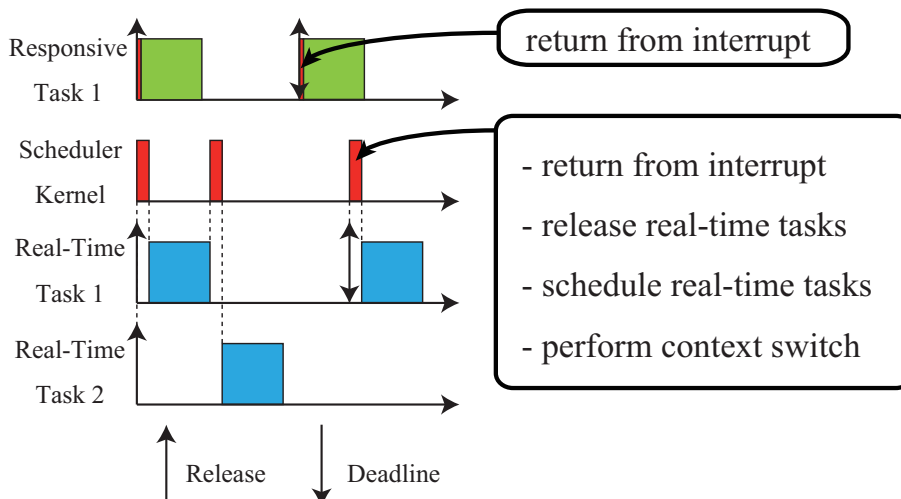 Responsive
Task 1
return from interrupt
Scheduler
Kernel
- return from interrupt
- release real-time tasks
- schedule real-time tasks
- perform context switch
Real-Time
Task 1
Real-Time
Task 2
Release
Deadline